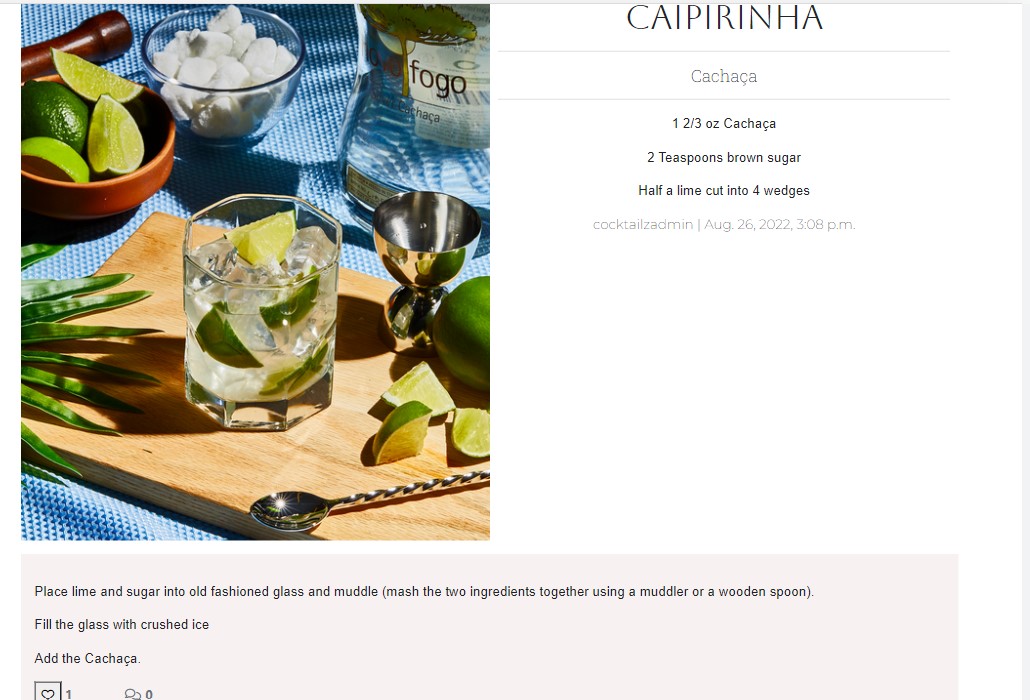 CAIPIRINHA
Cachaça
1 2/3 oz Cachaça
2 Teaspoons brown sugar
Half a lime cut into 4 wedges
cocktailzadmin | Aug. 26, 2022, 3:08 p.m.
fogo
Cachaça
Place lime and sugar into old fashioned glass and muddle (mash the two ingredients together using a muddler or a wooden spoon).
Fill the glass with crushed ice
Add the Cachaça.
1 0